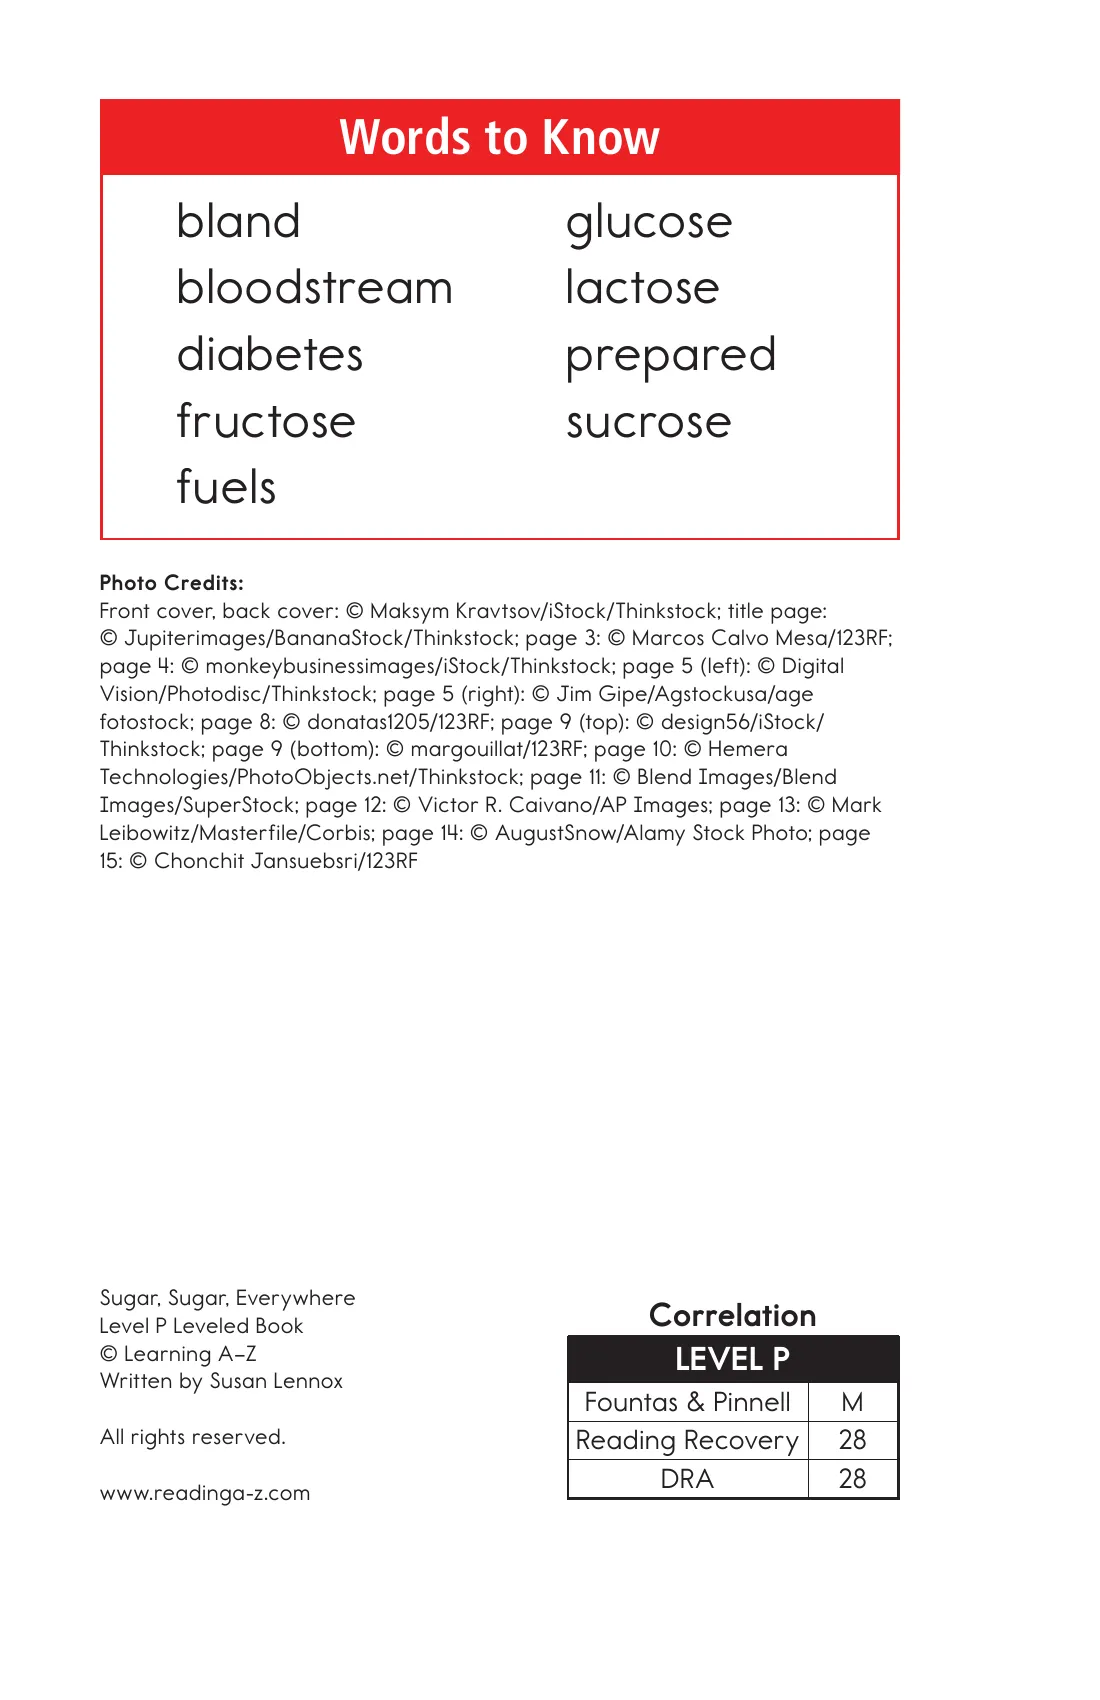 Words to Know
bland
bloodstream
diabetes
fructose
fuels
glucose
lactose
prepared
sucrose
Photo Credits:
Front cover, back cover: © Maksym Kravtsov/iStock/Thinkstock; title page:
© Jupiterimages/BananaStock/Thinkstock; page 3: © Marcos Calvo Mesa/123RF;
page 4: © monkeybusinessimages/iStock/Thinkstock; page 5 (left): © Digital
Vision/Photodisc/Thinkstock; page 5 (right): © Jim Gipe/Agstockusa/age
fotostock; page 8: © donatas1205/123RF; page 9 (top): © design56/iStock/
Thinkstock; page 9 (bottom): © margouillat/123RF; page 10: © Hemera
Technologies/PhotoObjects.net/Thinkstock; page 11: © Blend Images/Blend
Images/SuperStock; page 12: © Victor R. Caivano/AP Images; page 13: © Mark
Leibowitz/Masterfile/Corbis; page 14: © AugustSnow/Alamy Stock Photo; page
15: © Chonchit Jansuebsri/123RF
Sugar, Sugar, Everywhere
Level P Leveled Book
© Learning A–Z
Written by Susan Lennox
All rights reserved.
www.readinga-z.com
Correlation
LEVEL P
Fountas & Pinnell M
Reading Recovery 28
DRA 28